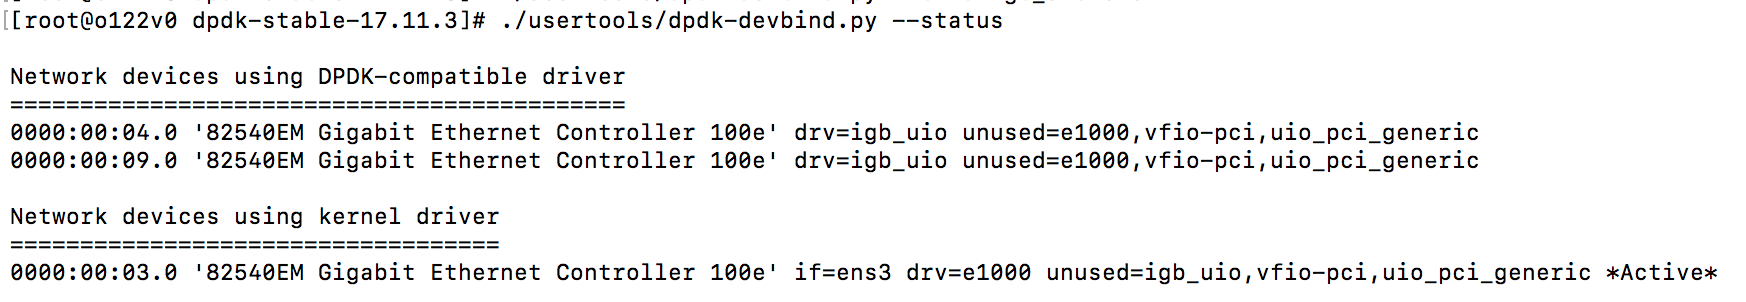 [[root@o122v0 dpdk-stable-17.11.3]# ./usertools/dpdk-devbind.py --status
Network devices using DPDK-compatible driver
============================================
0000:00:04.0 '82540EM Gigabit Ethernet Controller 100e' drv=igb_uio unused=e1000,vfio-pci,uio_pci_generic
0000:00:09.0 '82540EM Gigabit Ethernet Controller 100e' drv=igb_uio unused=e1000,vfio-pci,uio_pci_generic
Network devices using kernel driver
===================================
0000:00:03.0 '82540EM Gigabit Ethernet Controller 100e' if=ens3 drv=e1000 unused=igb_uio,vfio-pci,uio_pci_generic *Active*